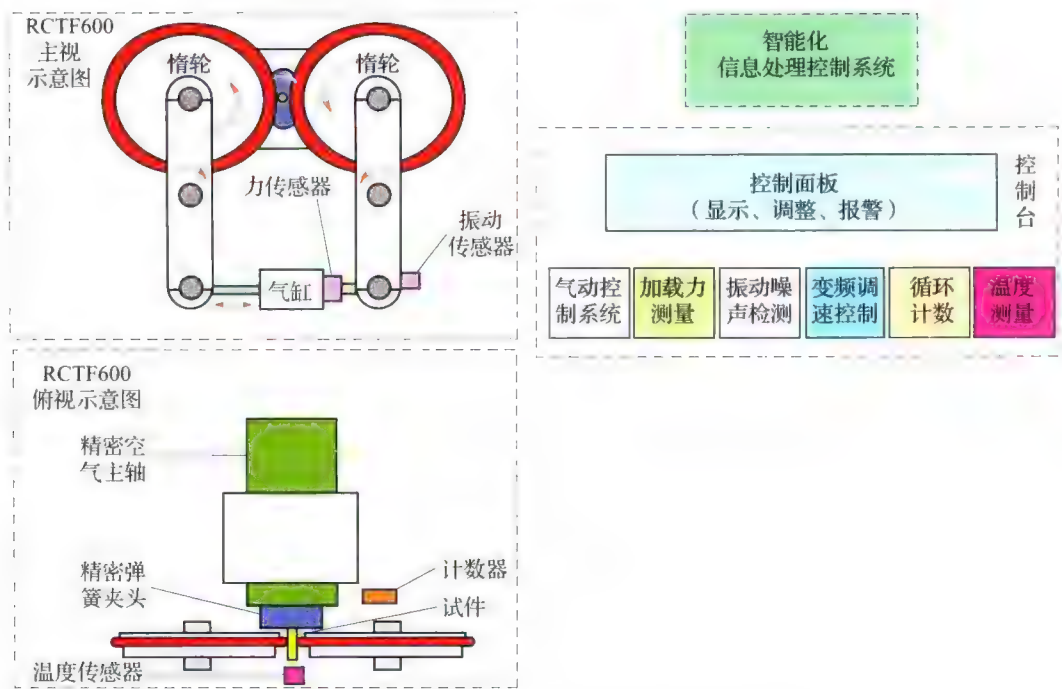 RCTF600
主视
示意图
惰轮
惰轮
力传感器
振动
传感器
气缸
智能化
信息处理控制系统
控制面板
（显示、调整、报警）
控
制
台
气动控
制系统
加载力
测量
振动噪
声检测
变频调
速控制
循环
计数
温度
测量
RCTF600
俯视示意图
精密空
气主轴
精密弹
簧夹头
计数器
试件
温度传感器